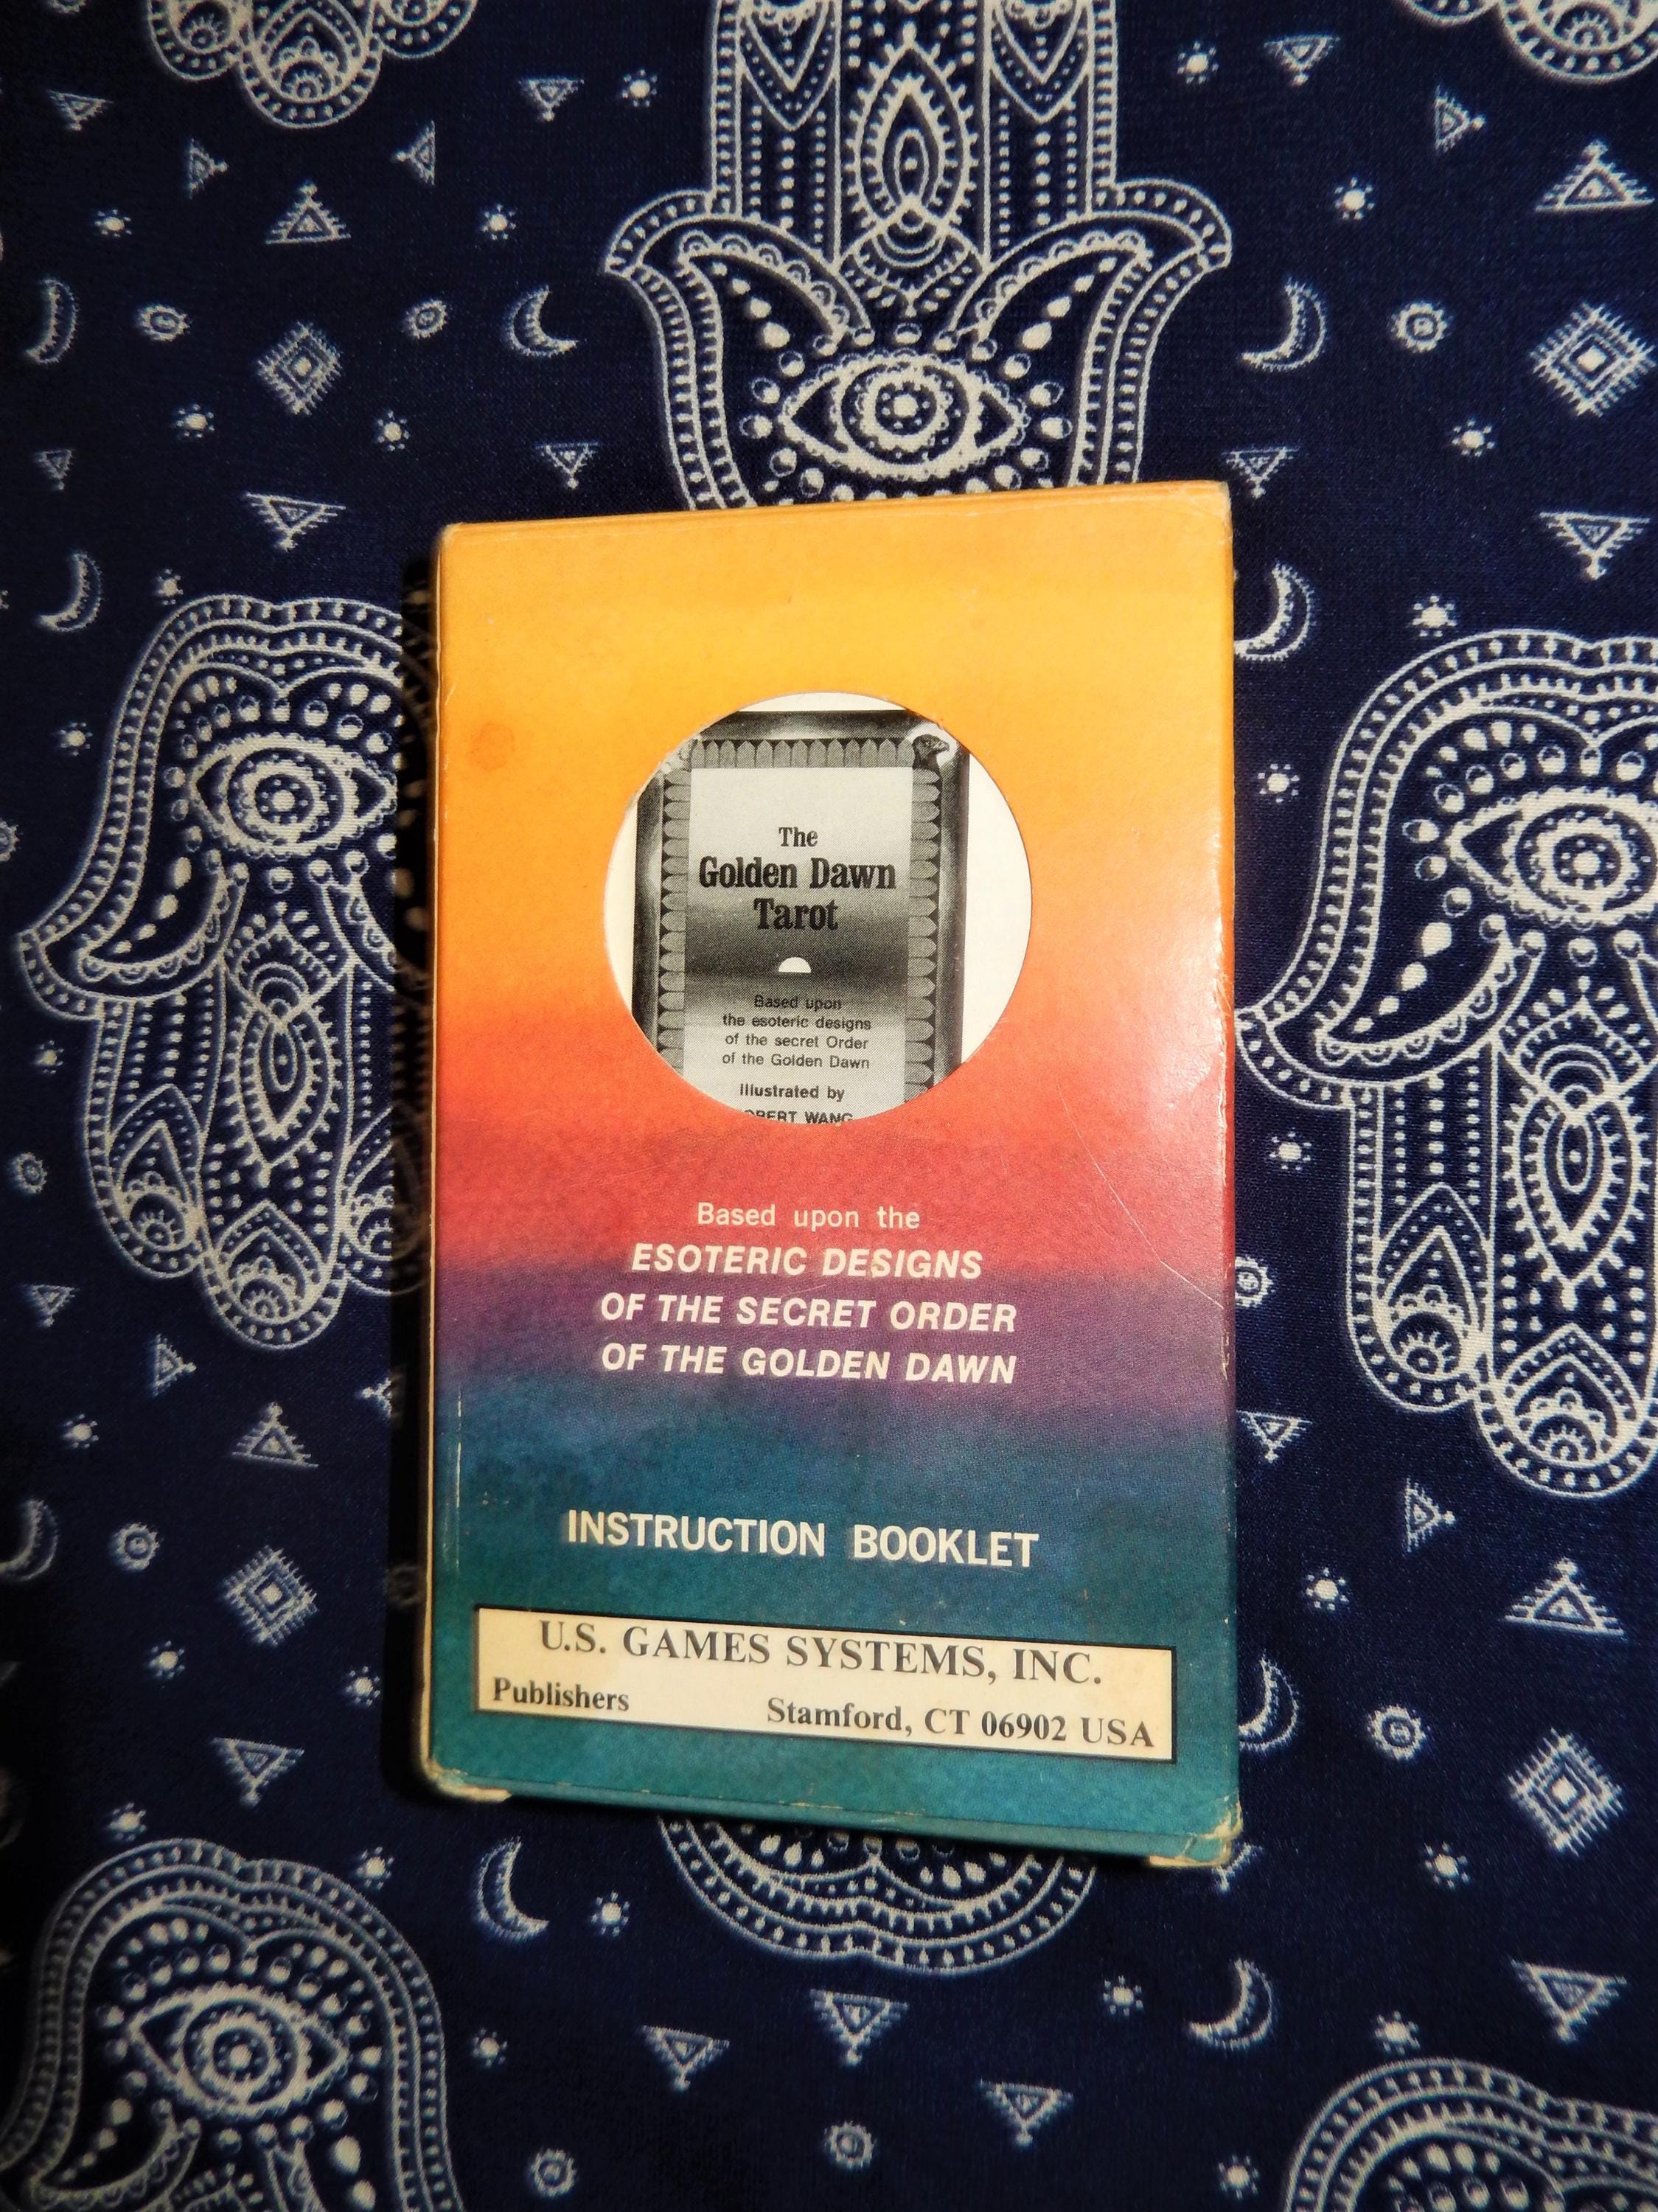 The
Golden Dawn
Tarot
Based upon
the esoteric designs
of the secret Order
of the Golden Dawn
Illustrated by
OBERT WANG
Based upon the
ESOTERIC DESIGNS
OF THE SECRET ORDER
OF THE GOLDEN DAWN
INSTRUCTION BOOKLET
U.S. GAMES SYSTEMS, INC.
Publishers Stamford, CT 06902 USA